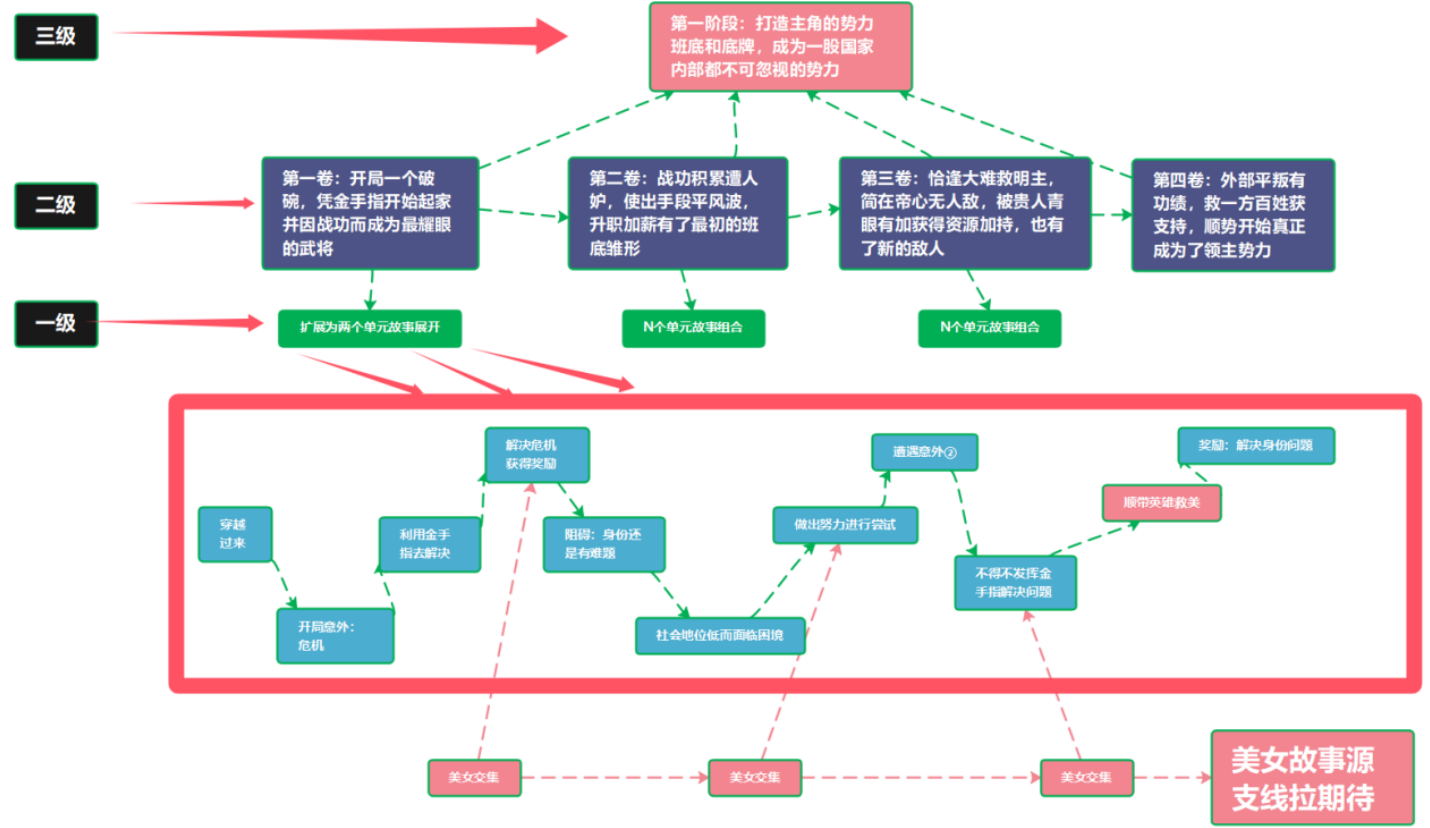 三级
第一阶段：打造主角的势力
班底和底牌，成为一股国家
内部都不可忽视的势力
二级
第一卷：开局一个破
碗，凭金手指开始起家
并因战功而成为最耀眼
的武将
第二卷：战功积累遭人
妒，使出手段平风波，
升职加薪有了最初的班
底雏形
第三卷：恰逢大难救明主，
简在帝心无人敌，被贵人青
眼有加获得资源加持，也有
了新的敌人
第四卷：外部平叛有
功绩，救一方百姓获
支持，顺势开始真正
成为了领主势力
一级
扩展为两个单元故事展开
N个单元故事组合
N个单元故事组合
穿越
过来
开局意外：
危机
利用金手
指去解决
解决危机
获得奖励
阻碍：身份还
是有难题
社会地位低而面临困境
做出努力进行尝试
遭遇意外②
不得不发挥金
手指解决问题
顺带英雄救美
奖励：解决身份问题
美女交集
美女交集
美女交集
美女故事源
支线拉期待